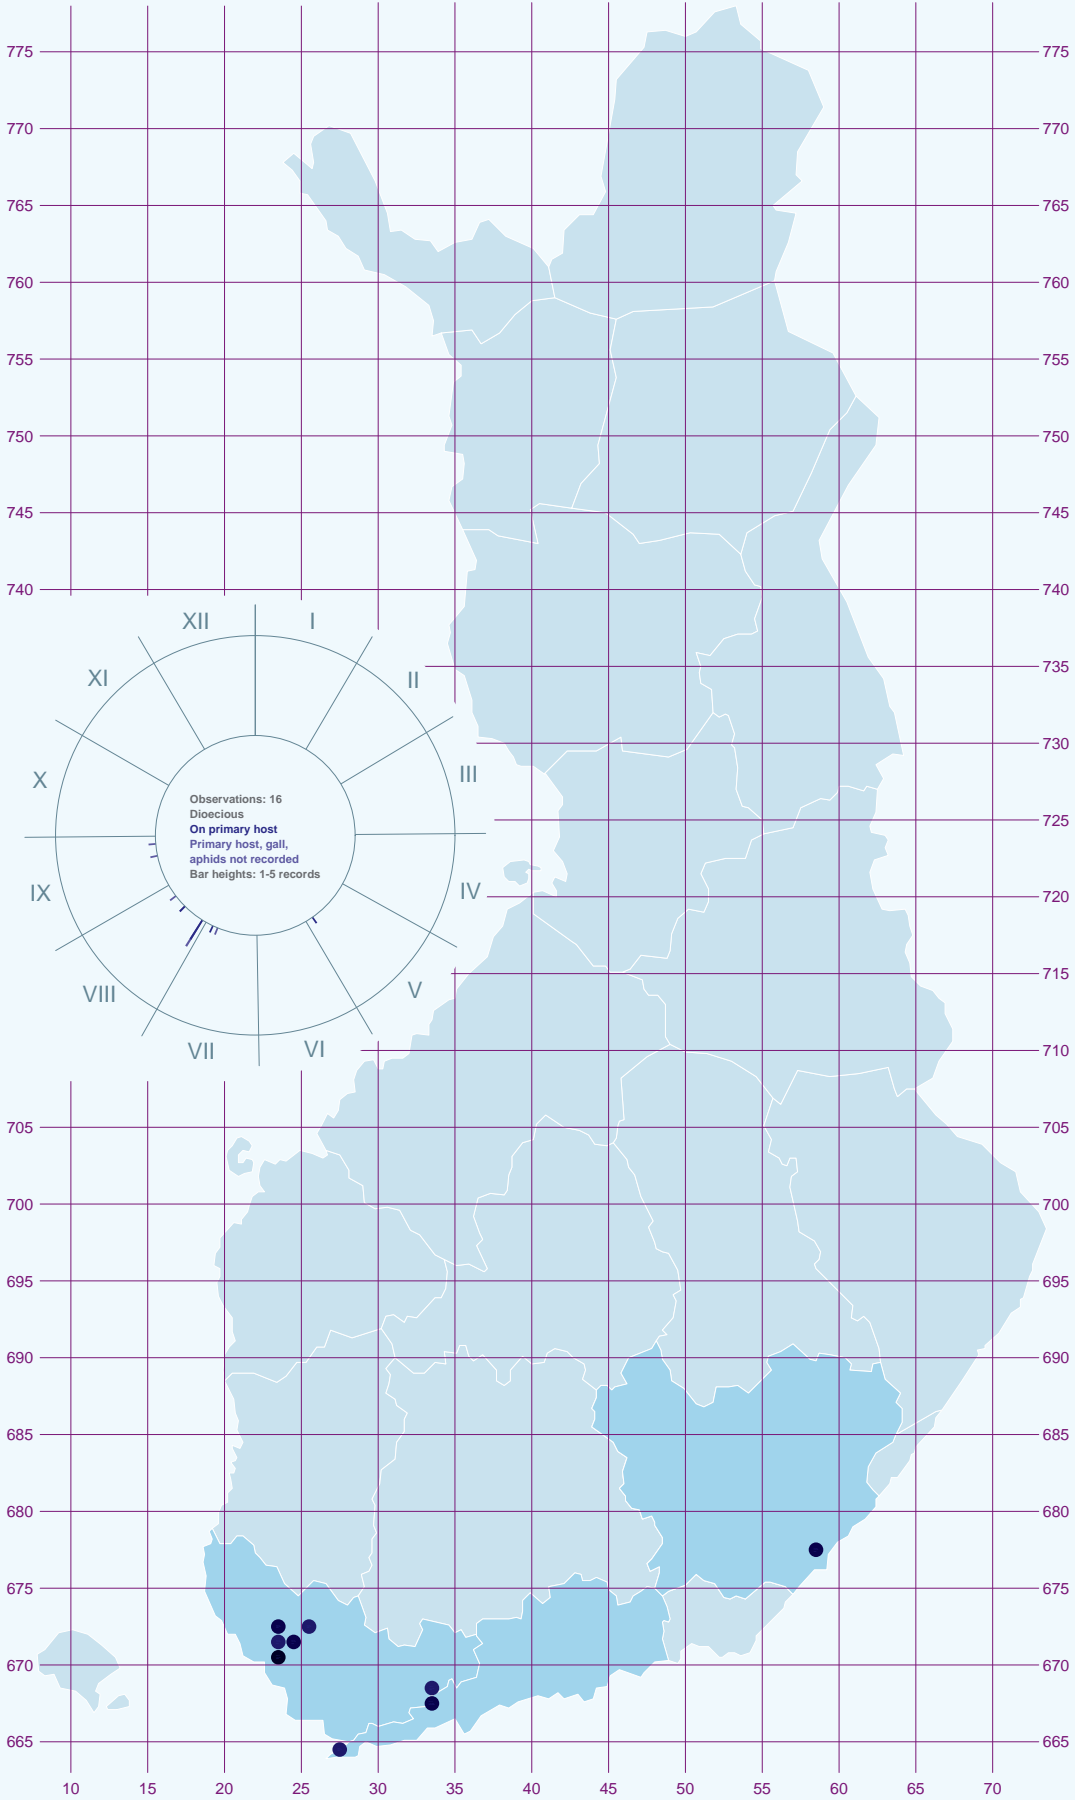 775 775
770 770
765 765
760 760
755 755
750 750
745 745
740 740
XII I
XI II
735
730
X III
725
Observations: 16
Dioecious
On primary host
Primary host, gall,
aphids not recorded
Bar heights: 1-5 records
IX IV
720
VIII V
715
VII VI
710
705 705
700 700
695 695
690 690
685 685
680 680
675 675
670 670
665 665
10 15 20 25 30 35 40 45 50 55 60 65 70